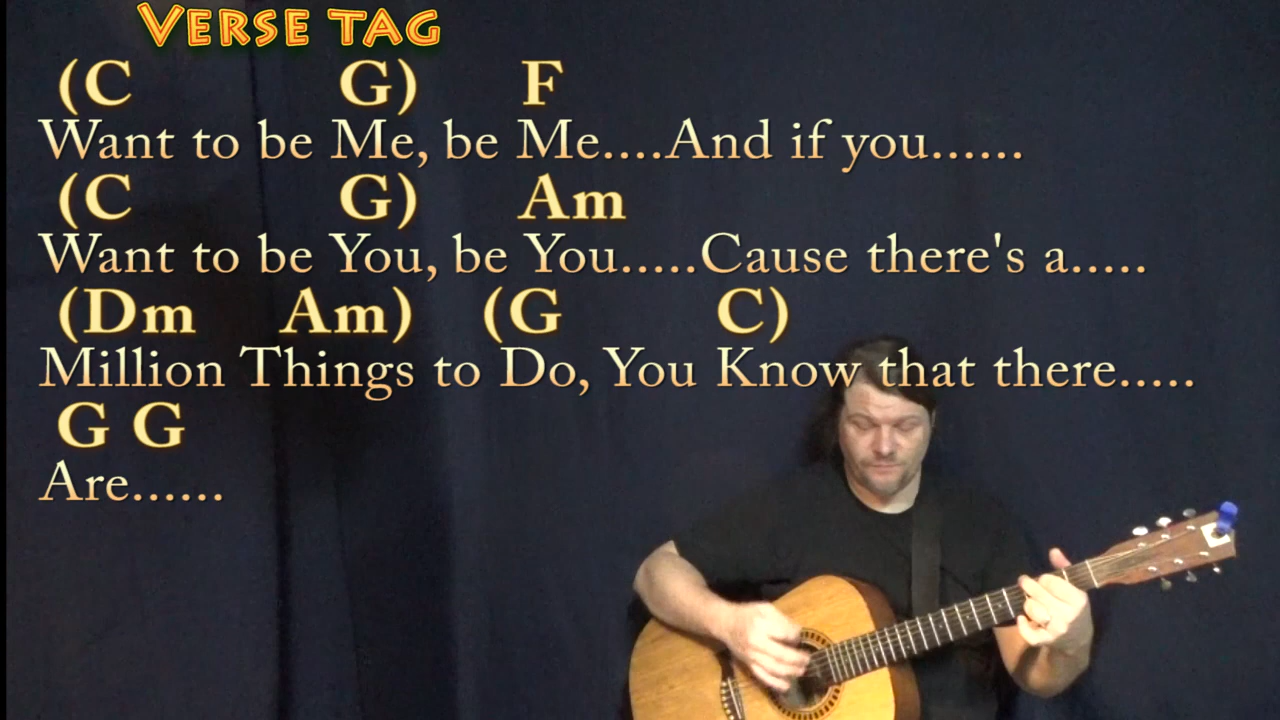 VERSE TAG
(C G) F
Want to be Me, be Me....And if you......
(C G) Am
Want to be You, be You.....Cause there's a.....
(Dm Am) (G C)
Million Things to Do, You Know that there.....
G G
Are......